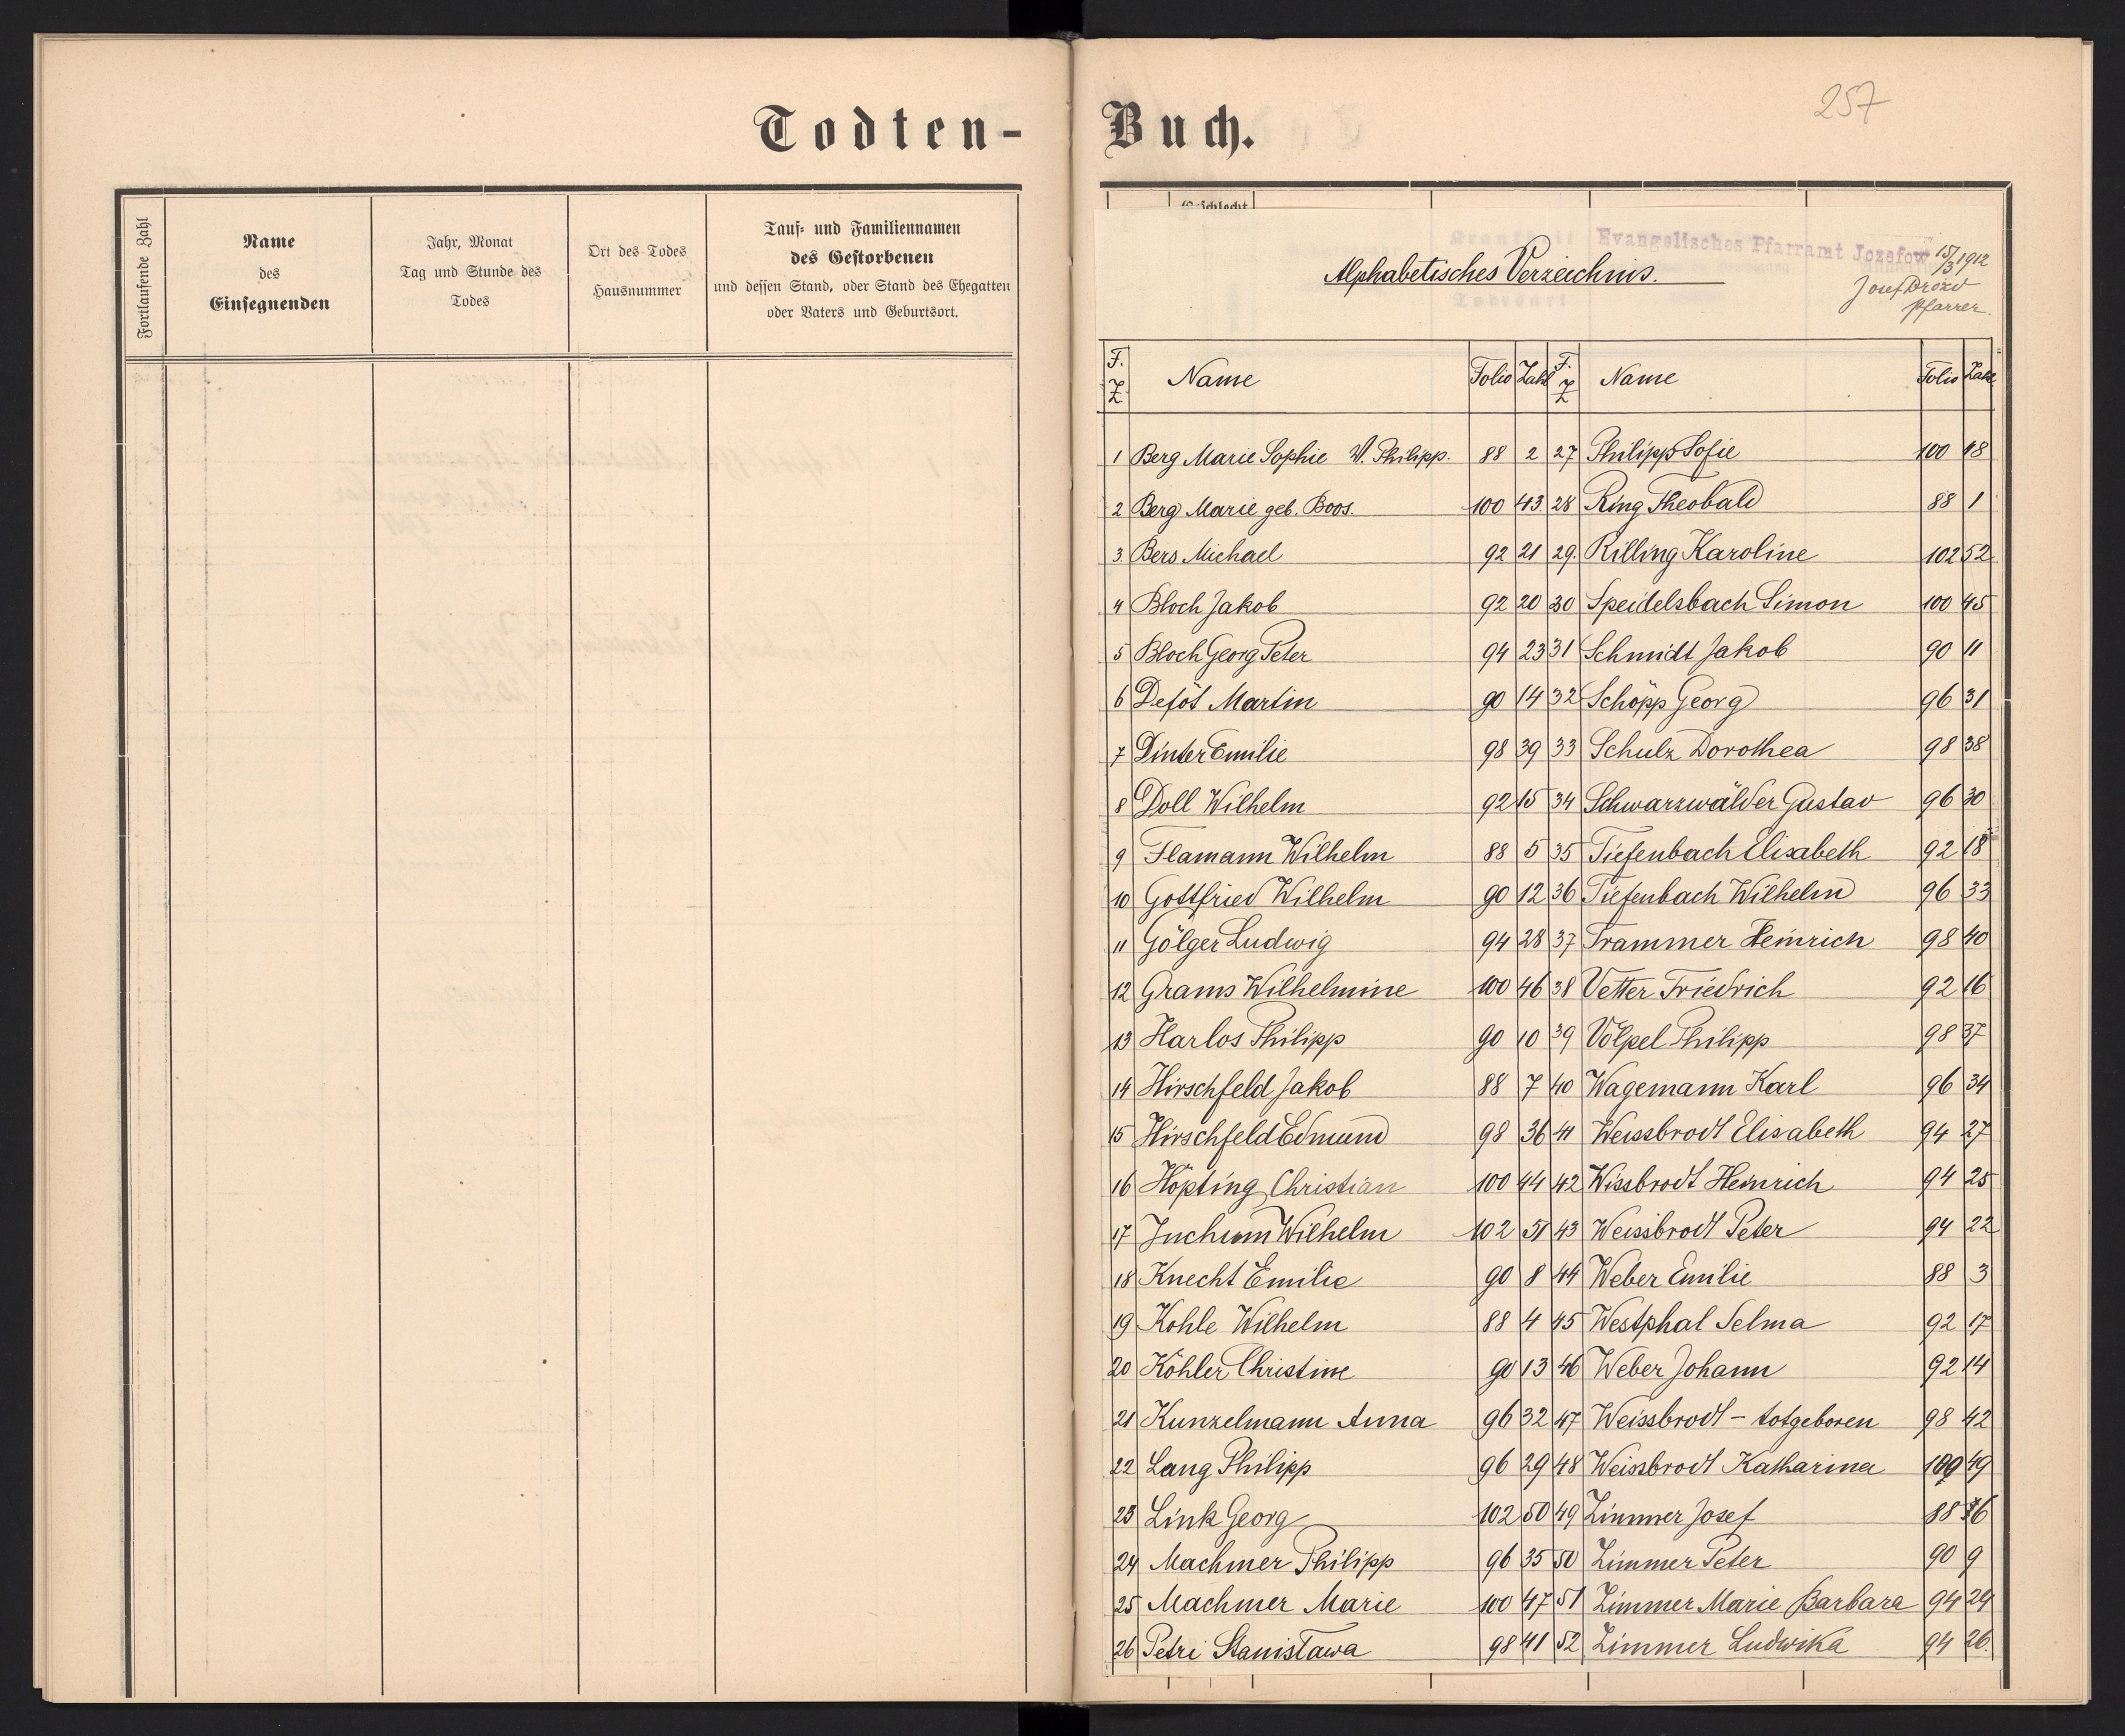 257
Todten-
Buch.
Fortlaufende Zahl
Name
des
Einsegnenden
Jahr, Monat
Tag und Stunde des
Todes
Ort des Todes
Hausnummer
Tauf- und Familiennamen
des Gestorbenen
und dessen Stand, oder Stand des Ehegatten
oder Vaters und Geburtsort.
Geschlecht
Evangelisches Pfarramt Jozefow
15/3 1912
Josef Drozd
Pfarrer.
Alphabetisches Verzeichnis.
F. Z. Name Folio Zahl F. Z. Name Folio Zahl
1 Berg Marie Sophie W. Philipp. 88 2 27 Philipp Sofie 100 48
2 Berg Marie geb. Boos. 100 43 28 Ring Theobald 88 1
3. Bers Michael 92 21 29. Rilling Karoline 102 52
4 Bloch Jakob 92 20 30 Speidelsbach Simon 100 45
5 Bloch Georg Peter 94 23 31 Schmidt Jakob 90 11
6 Deföt Martin 90 14 32 Schöpp Georg 96 31
7 Dinter Emilie 98 39 33 Schulz Dorothea 98 38
8 Doll Wilhelm 92 15 34 Schwarzwälder Gustav 96 30
9 Flamann Wilhelm 88 5 35 Tiefenbach Elisabeth 92 18
10 Gottfried Wilhelm 90 12 36 Tiefenbach Wilhelm 96 33
11 Gölger Ludwig 94 28 37 Trammer Heinrich 98 40
12 Grams Wilhelmine 100 46 38 Vetter Friedrich 92 16
13 Harlos Philipp 90 10 39 Völpel Philipp 98 37
14 Hirschfeld Jakob 88 7 40 Wagemann Karl 96 34
15 Hirschfeld Edmund 98 36 41 Weissbrodt Elisabeth 94 27
16 Höpting Christian 100 44 42 Wissbrodt Heinrich 94 25
17 Juchum Wilhelm 102 51 43 Weissbrodt Peter 94 22
18 Knecht Emilie 90 8 44 Weber Emilie 88 3
19 Kohle Wilhelm 88 4 45 Westphal Selma 92 17
20 Köhler Christine 90 13 46 Weber Johann 92 14
21 Kunzelmann Anna 96 32 47 Weissbrodt - totgeboren 98 42
22 Lang Philipp 96 29 48 Weissbrodt Katharina 100 49
23 Link Georg 102 50 49 Zimmer Josef 88 6
24 Machmer Philipp 96 35 50 Zimmer Peter 90 9
25 Machmer Marie 100 47 51 Zimmer Marie Barbara 94 24
26 Petri Stanisława 98 41 52 Zimmer Ludwika 94 26.